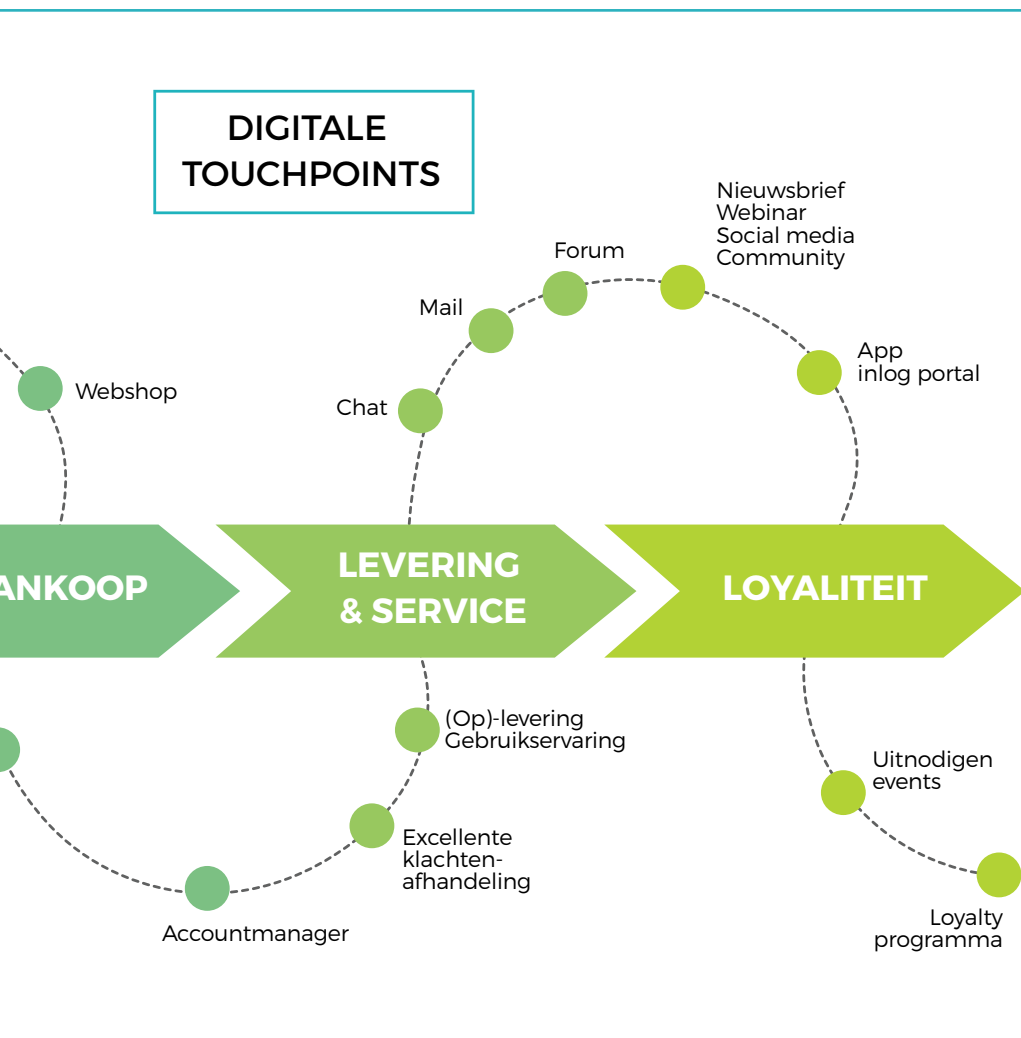 DIGITALE
TOUCHPOINTS
Nieuwsbrief
Webinar
Social media
Community
Forum
Mail
App
inlog portal
Webshop
Chat
ANKOOP
LEVERING
& SERVICE
LOYALITEIT
(Op)-levering
Gebruikservaring
Uitnodigen
events
Excellente
klachten-
afhandeling
Accountmanager
Loyalty
programma